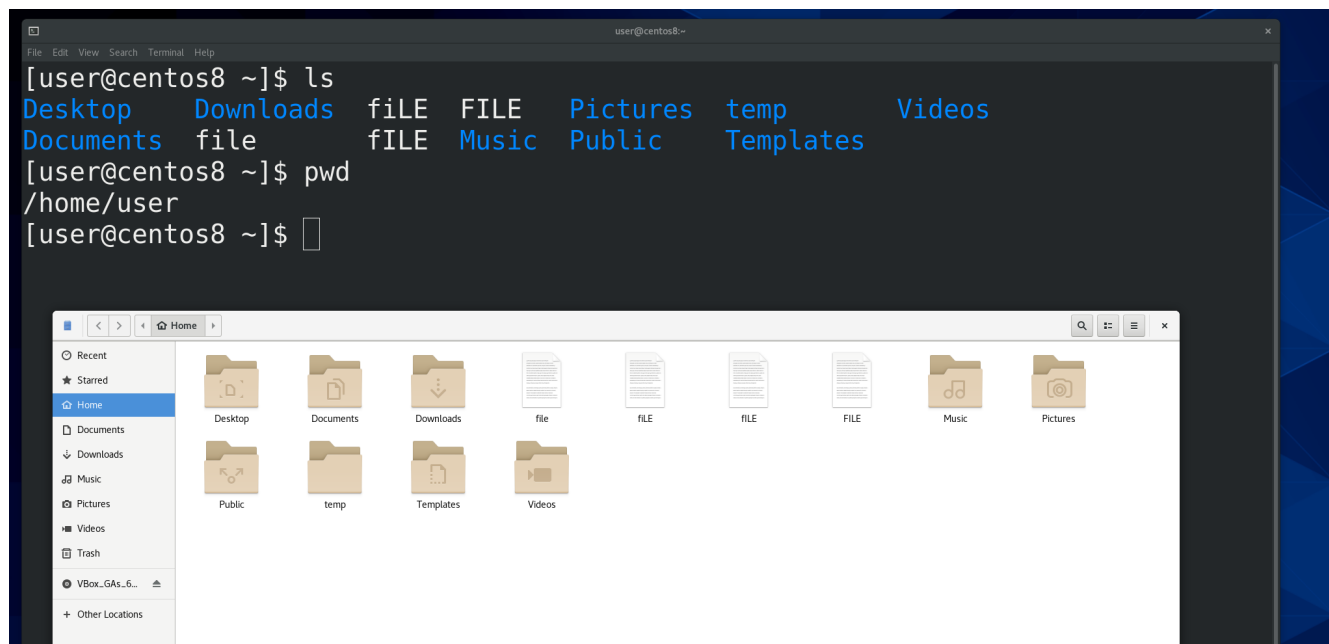 user@centos8:~
File Edit View Search Terminal Help
[user@centos8 ~]$ ls
Desktop Downloads fiLE FILE Pictures temp Videos
Documents file fILE Music Public Templates
[user@centos8 ~]$ pwd
/home/user
[user@centos8 ~]$
Home
Recent
Starred
Home
Documents
Downloads
Music
Pictures
Videos
Trash
VBox_GAs_6...
+ Other Locations
Desktop Documents Downloads file fiLE fILE FILE Music Pictures
Public temp Templates Videos